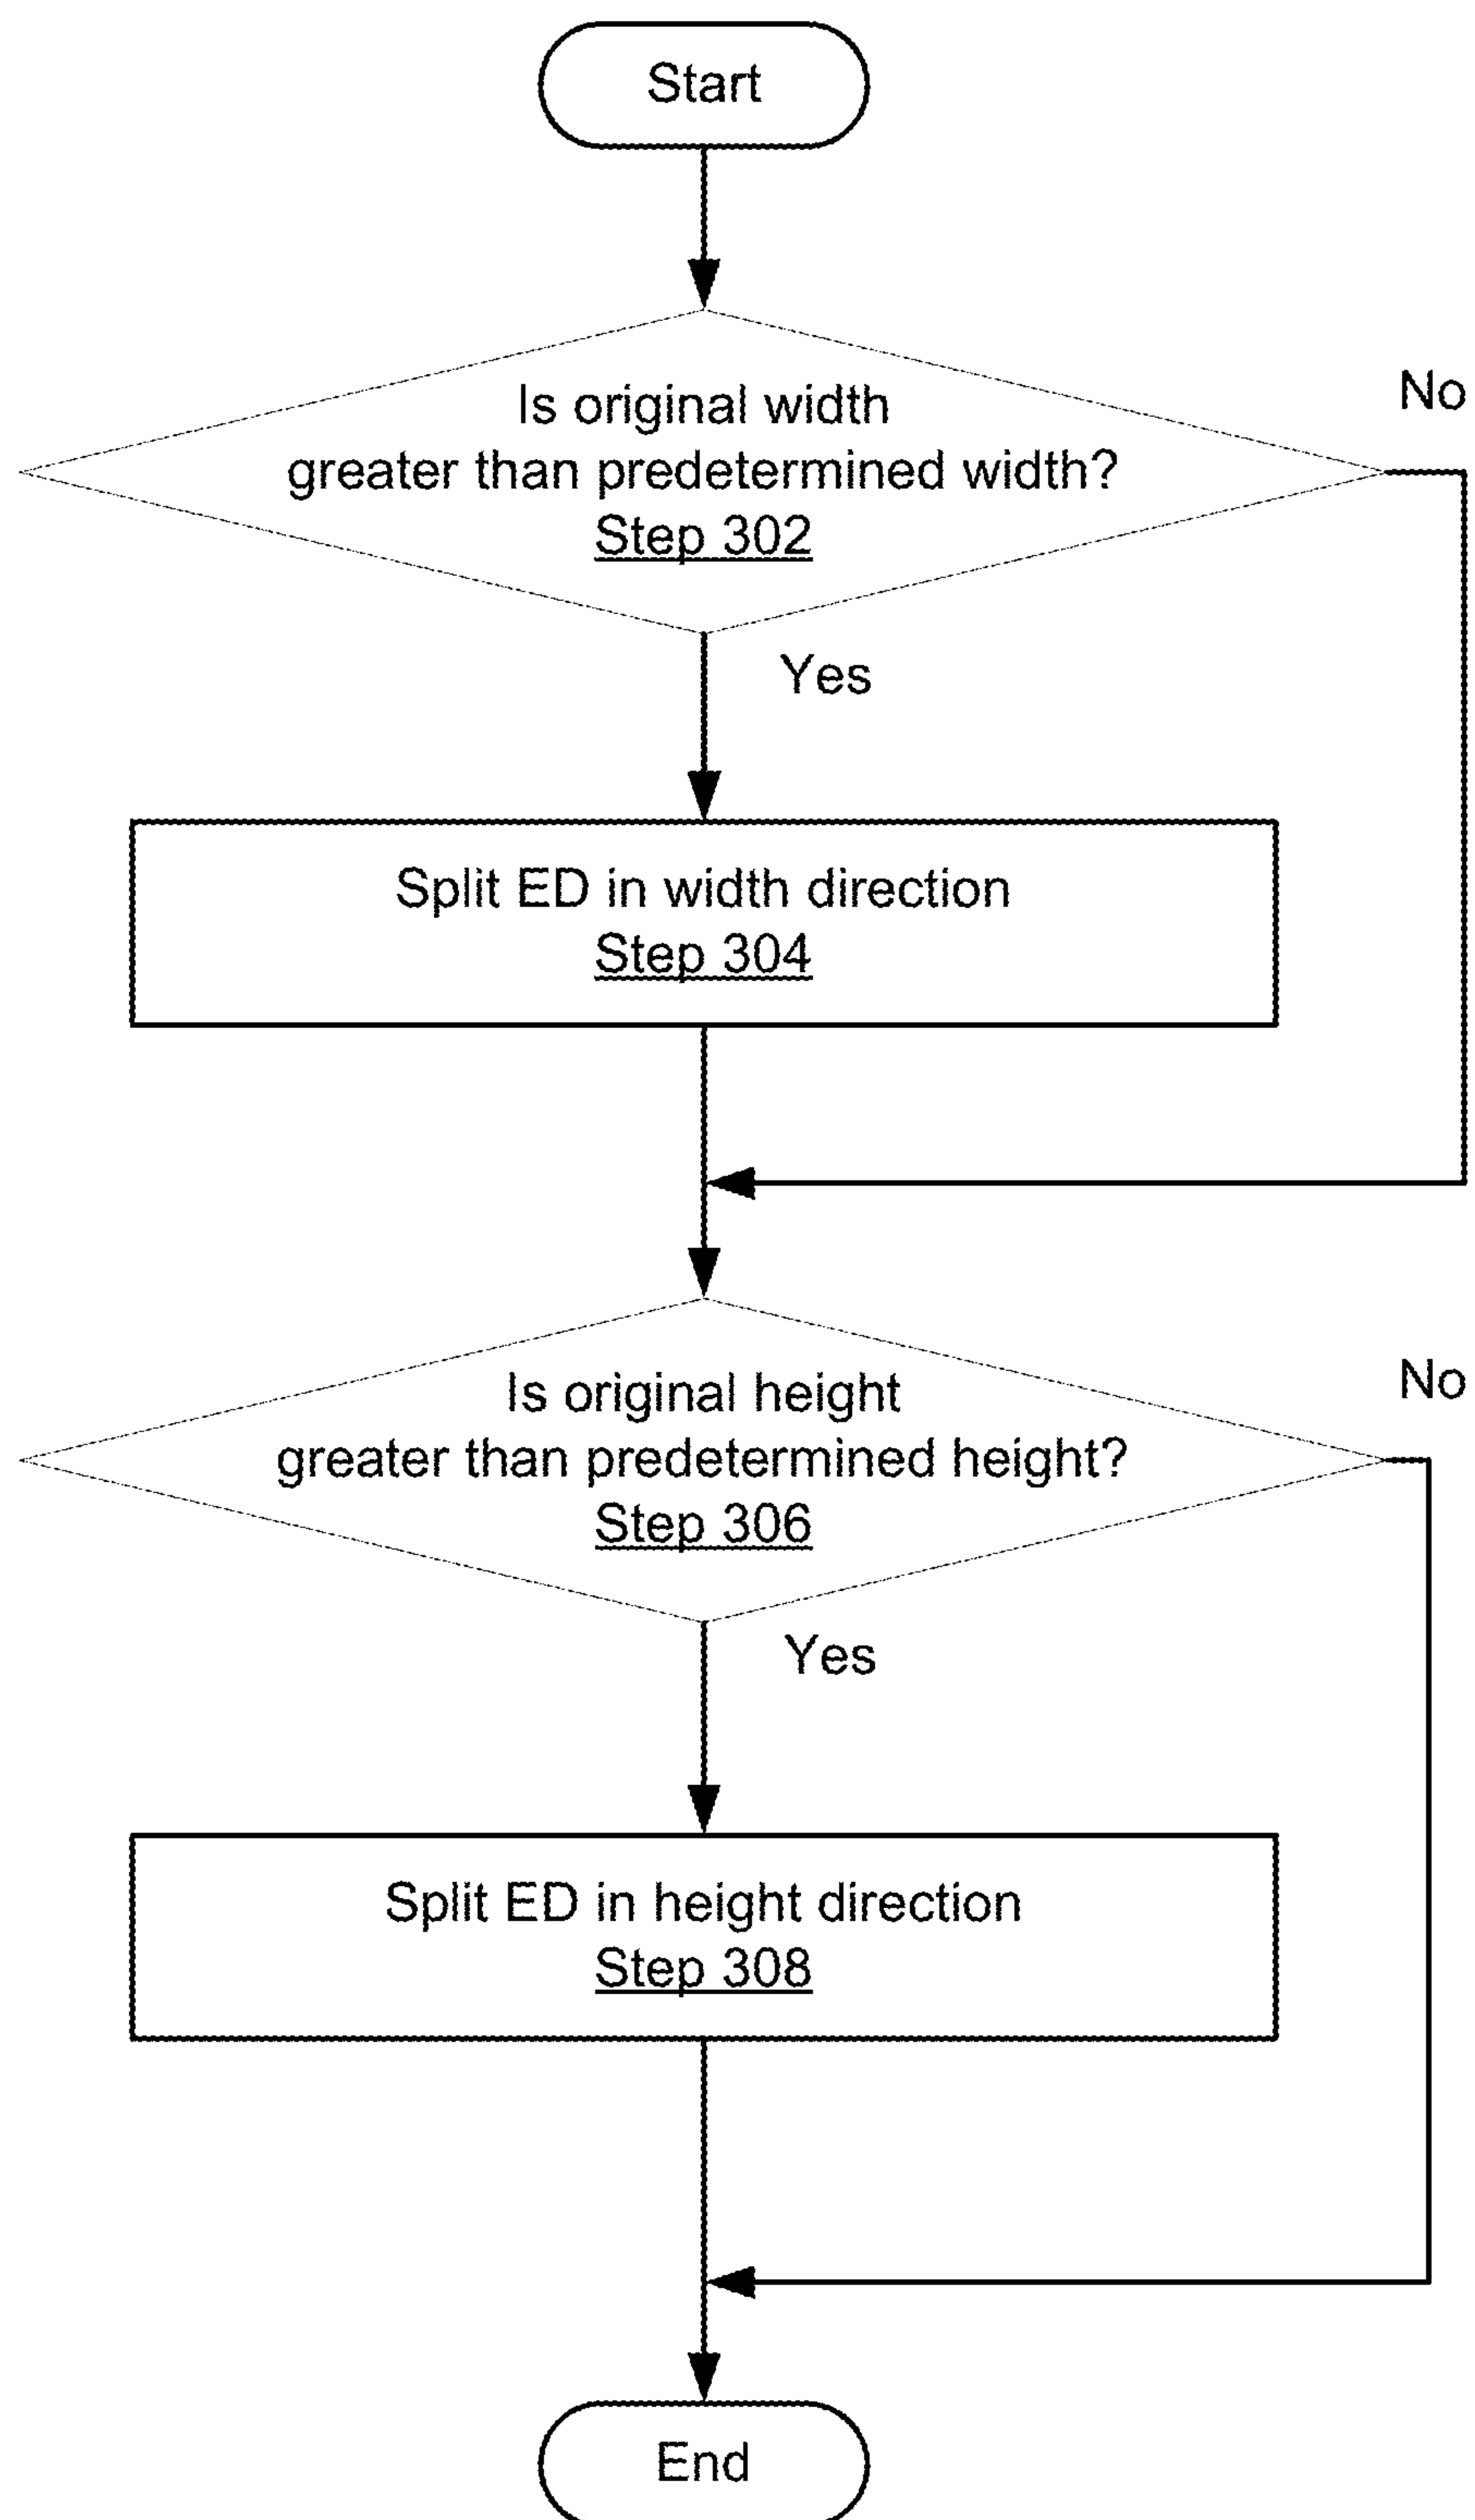 Start
Is original width
greater than predetermined width?
Step 302
No
Yes
Split ED in width direction
Step 304
Is original height
greater than predetermined height?
Step 306
No
Yes
Split ED in height direction
Step 308
End